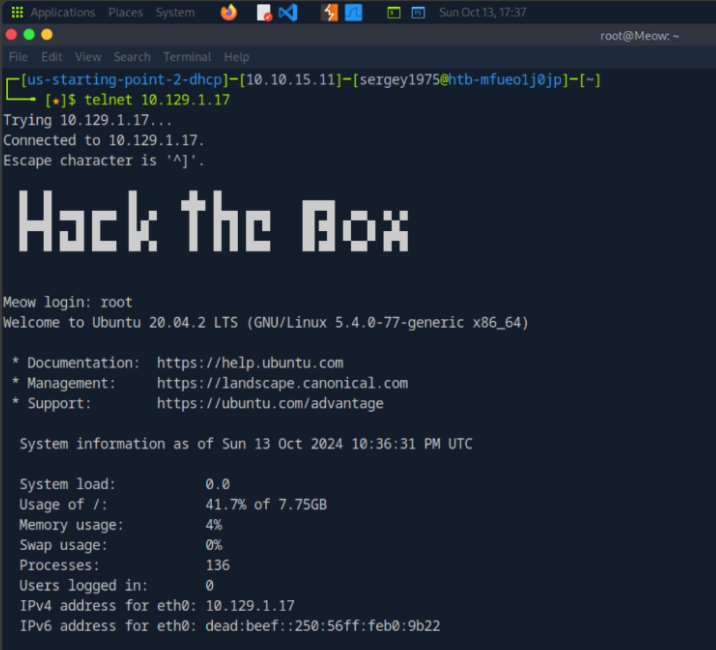 Applications Places System Sun Oct 13, 17:37
root@Meow: ~
File Edit View Search Terminal Help
[us-starting-point-2-dhcp]─[10.10.15.11]─[sergey1975@htb-mfueo1j0jp]─[~]
[★]$ telnet 10.129.1.17
Trying 10.129.1.17...
Connected to 10.129.1.17.
Escape character is '^]'.
Hack The Box
Meow login: root
Welcome to Ubuntu 20.04.2 LTS (GNU/Linux 5.4.0-77-generic x86_64)
* Documentation: https://help.ubuntu.com
* Management: https://landscape.canonical.com
* Support: https://ubuntu.com/advantage
System information as of Sun 13 Oct 2024 10:36:31 PM UTC
System load: 0.0
Usage of /: 41.7% of 7.75GB
Memory usage: 4%
Swap usage: 0%
Processes: 136
Users logged in: 0
IPv4 address for eth0: 10.129.1.17
IPv6 address for eth0: dead:beef::250:56ff:feb0:9b22